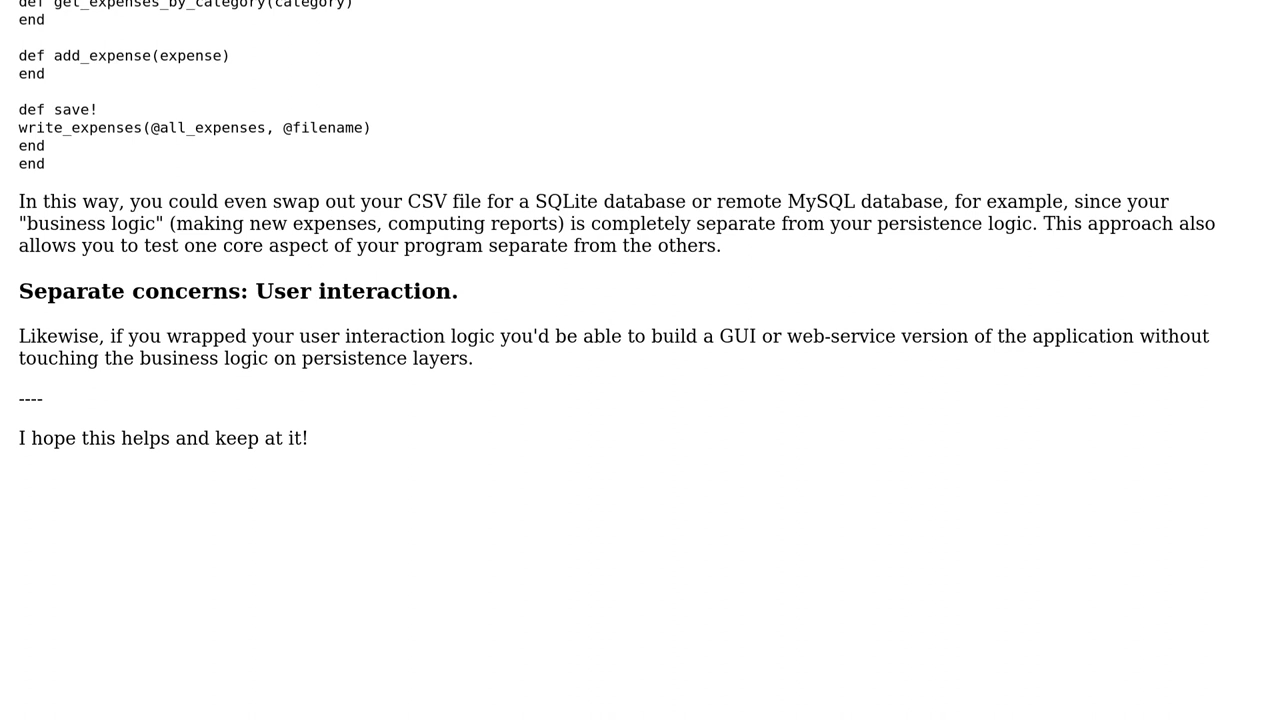 def get_expenses_by_category(category)
end

def add_expense(expense)
end

def save!
write_expenses(@all_expenses, @filename)
end
end

In this way, you could even swap out your CSV file for a SQLite database or remote MySQL database, for example, since your
"business logic" (making new expenses, computing reports) is completely separate from your persistence logic. This approach also
allows you to test one core aspect of your program separate from the others.

Separate concerns: User interaction.

Likewise, if you wrapped your user interaction logic you'd be able to build a GUI or web-service version of the application without
touching the business logic on persistence layers.

----

I hope this helps and keep at it!